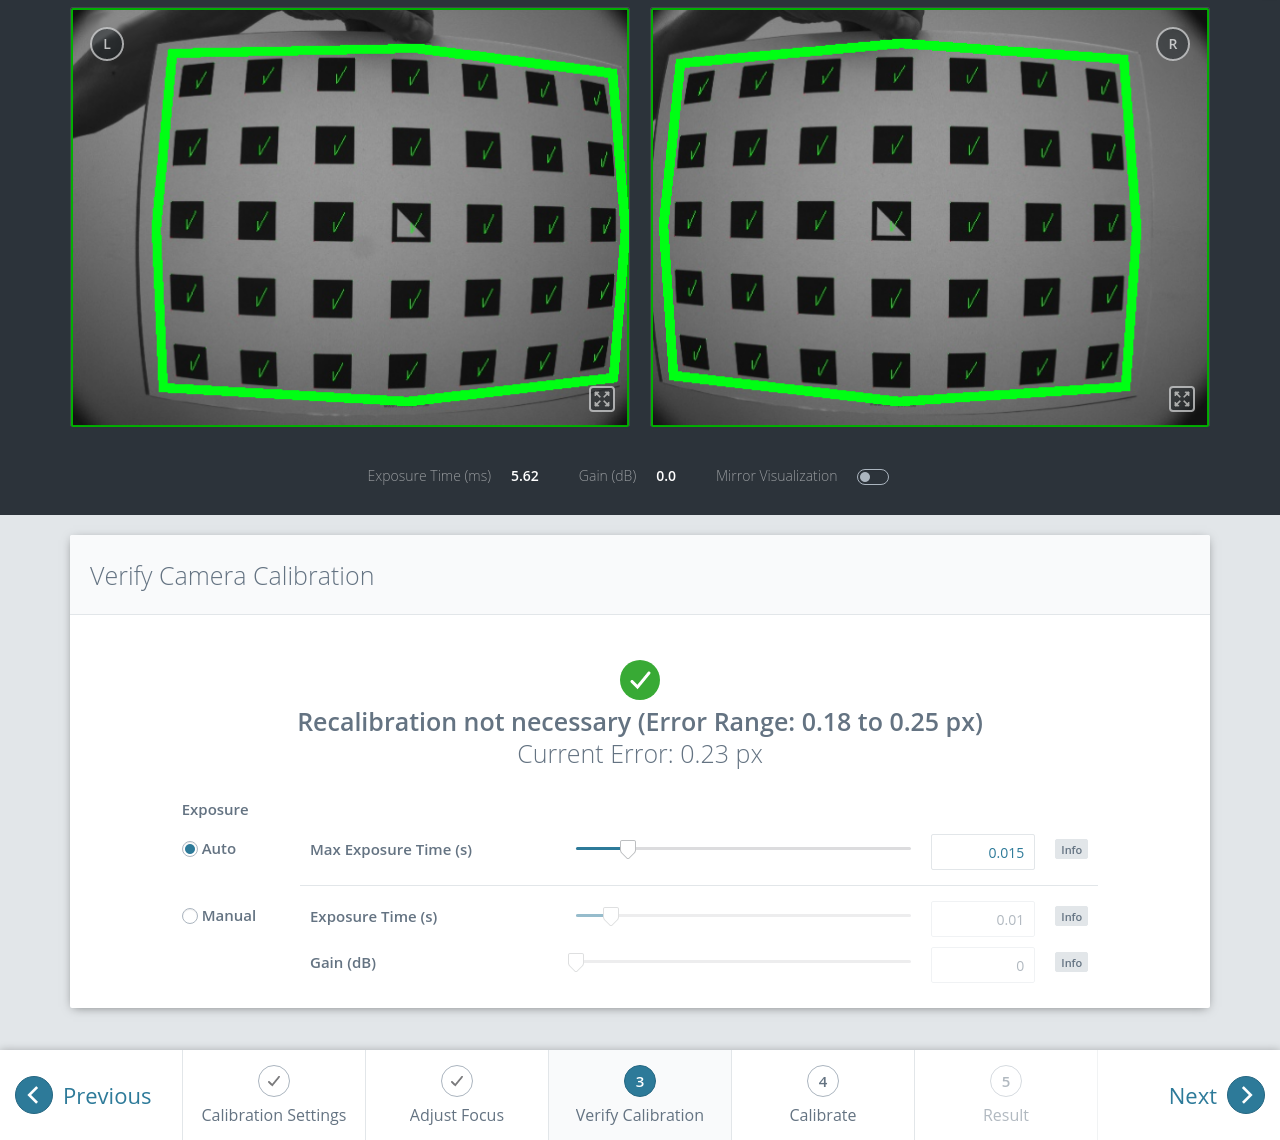 L
R
Exposure Time (ms) 5.62 Gain (dB) 0.0 Mirror Visualization
Verify Camera Calibration
Recalibration not necessary (Error Range: 0.18 to 0.25 px)
Current Error: 0.23 px
Exposure
Auto Max Exposure Time (s) 0.015 Info
Manual Exposure Time (s) 0.01 Info
Gain (dB) 0 Info
Previous
Calibration Settings
Adjust Focus
3 Verify Calibration
4 Calibrate
5 Result
Next